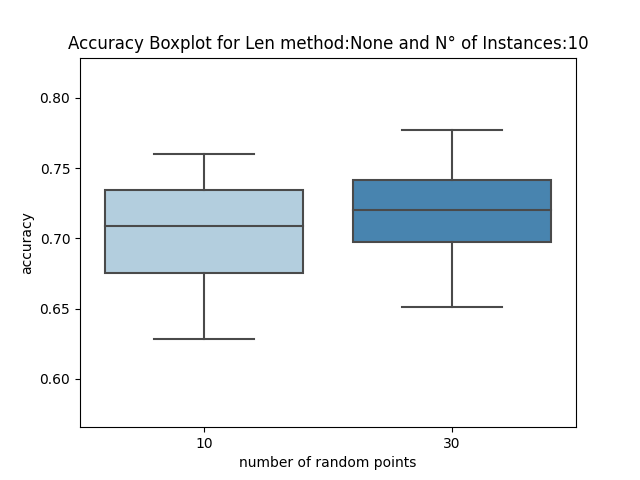 Accuracy Boxplot for Len method:None and N° of Instances:10
0.80
0.75
0.70
0.65
0.60
accuracy
10 30
number of random points